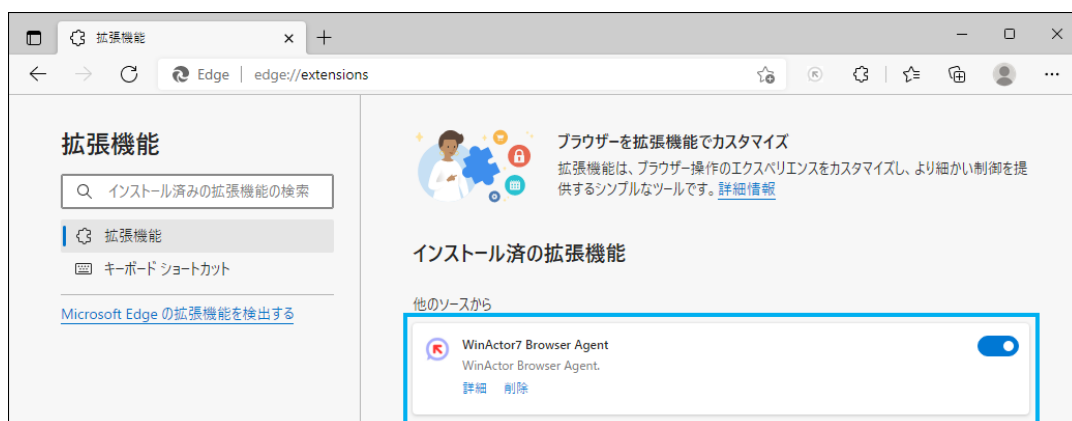 拡張機能
Edge | edge://extensions
拡張機能
インストール済みの拡張機能の検索
拡張機能
キーボード ショートカット
Microsoft Edge の拡張機能を検出する
ブラウザーを拡張機能でカスタマイズ
拡張機能は、ブラウザー操作のエクスペリエンスをカスタマイズし、より細かい制御を提
供するシンプルなツールです。詳細情報
インストール済の拡張機能
他のソースから
WinActor7 Browser Agent
WinActor Browser Agent.
詳細 削除